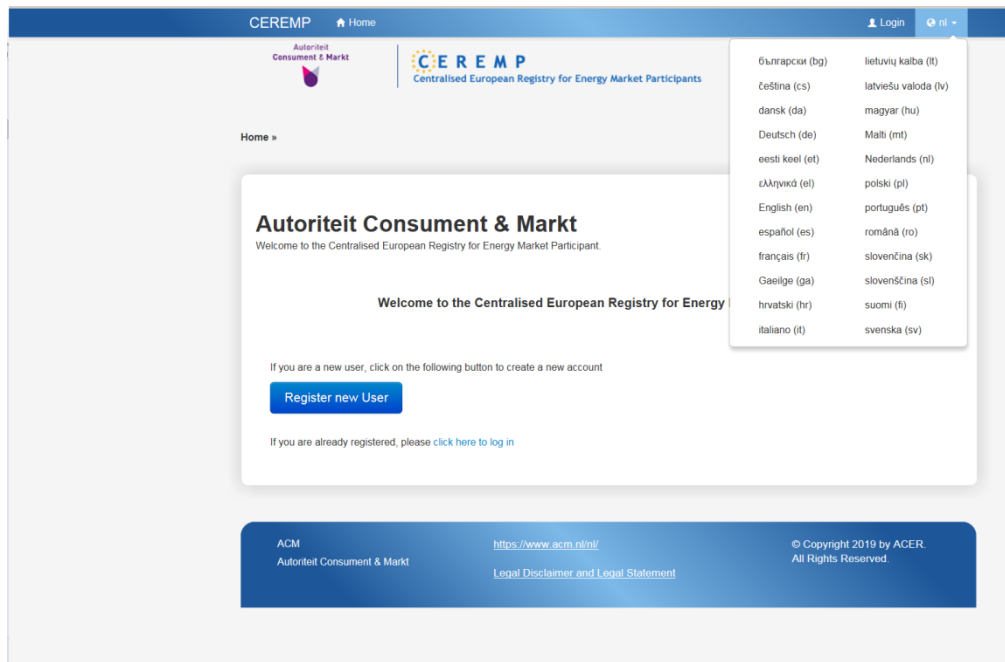 CEREMP Home Login nl
Autoriteit
Consument & Markt
CEREMP
Centralised European Registry for Energy Market Participants
Home »
български (bg)
čeština (cs)
dansk (da)
Deutsch (de)
eesti keel (et)
ελληνικά (el)
English (en)
español (es)
français (fr)
Gaeilge (ga)
hrvatski (hr)
italiano (it)
lietuvių kalba (lt)
latviešu valoda (lv)
magyar (hu)
Malti (mt)
Nederlands (nl)
polski (pl)
português (pt)
română (ro)
slovenčina (sk)
slovenščina (sl)
suomi (fi)
svenska (sv)
Autoriteit Consument & Markt
Welcome to the Centralised European Registry for Energy Market Participant.
Welcome to the Centralised European Registry for Energy
If you are a new user, click on the following button to create a new account
Register new User
If you are already registered, please click here to log in
ACM
Autoriteit Consument & Markt
https://www.acm.nl/nl/
Legal Disclaimer and Legal Statement
© Copyright 2019 by ACER.
All Rights Reserved.